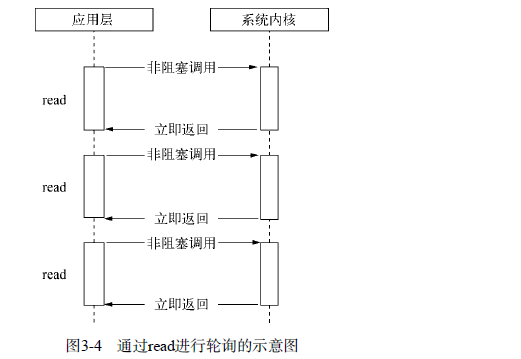 应用层 系统内核
非阻塞调用
read
立即返回
非阻塞调用
read
立即返回
非阻塞调用
read
立即返回
图3-4 通过read进行轮询的示意图